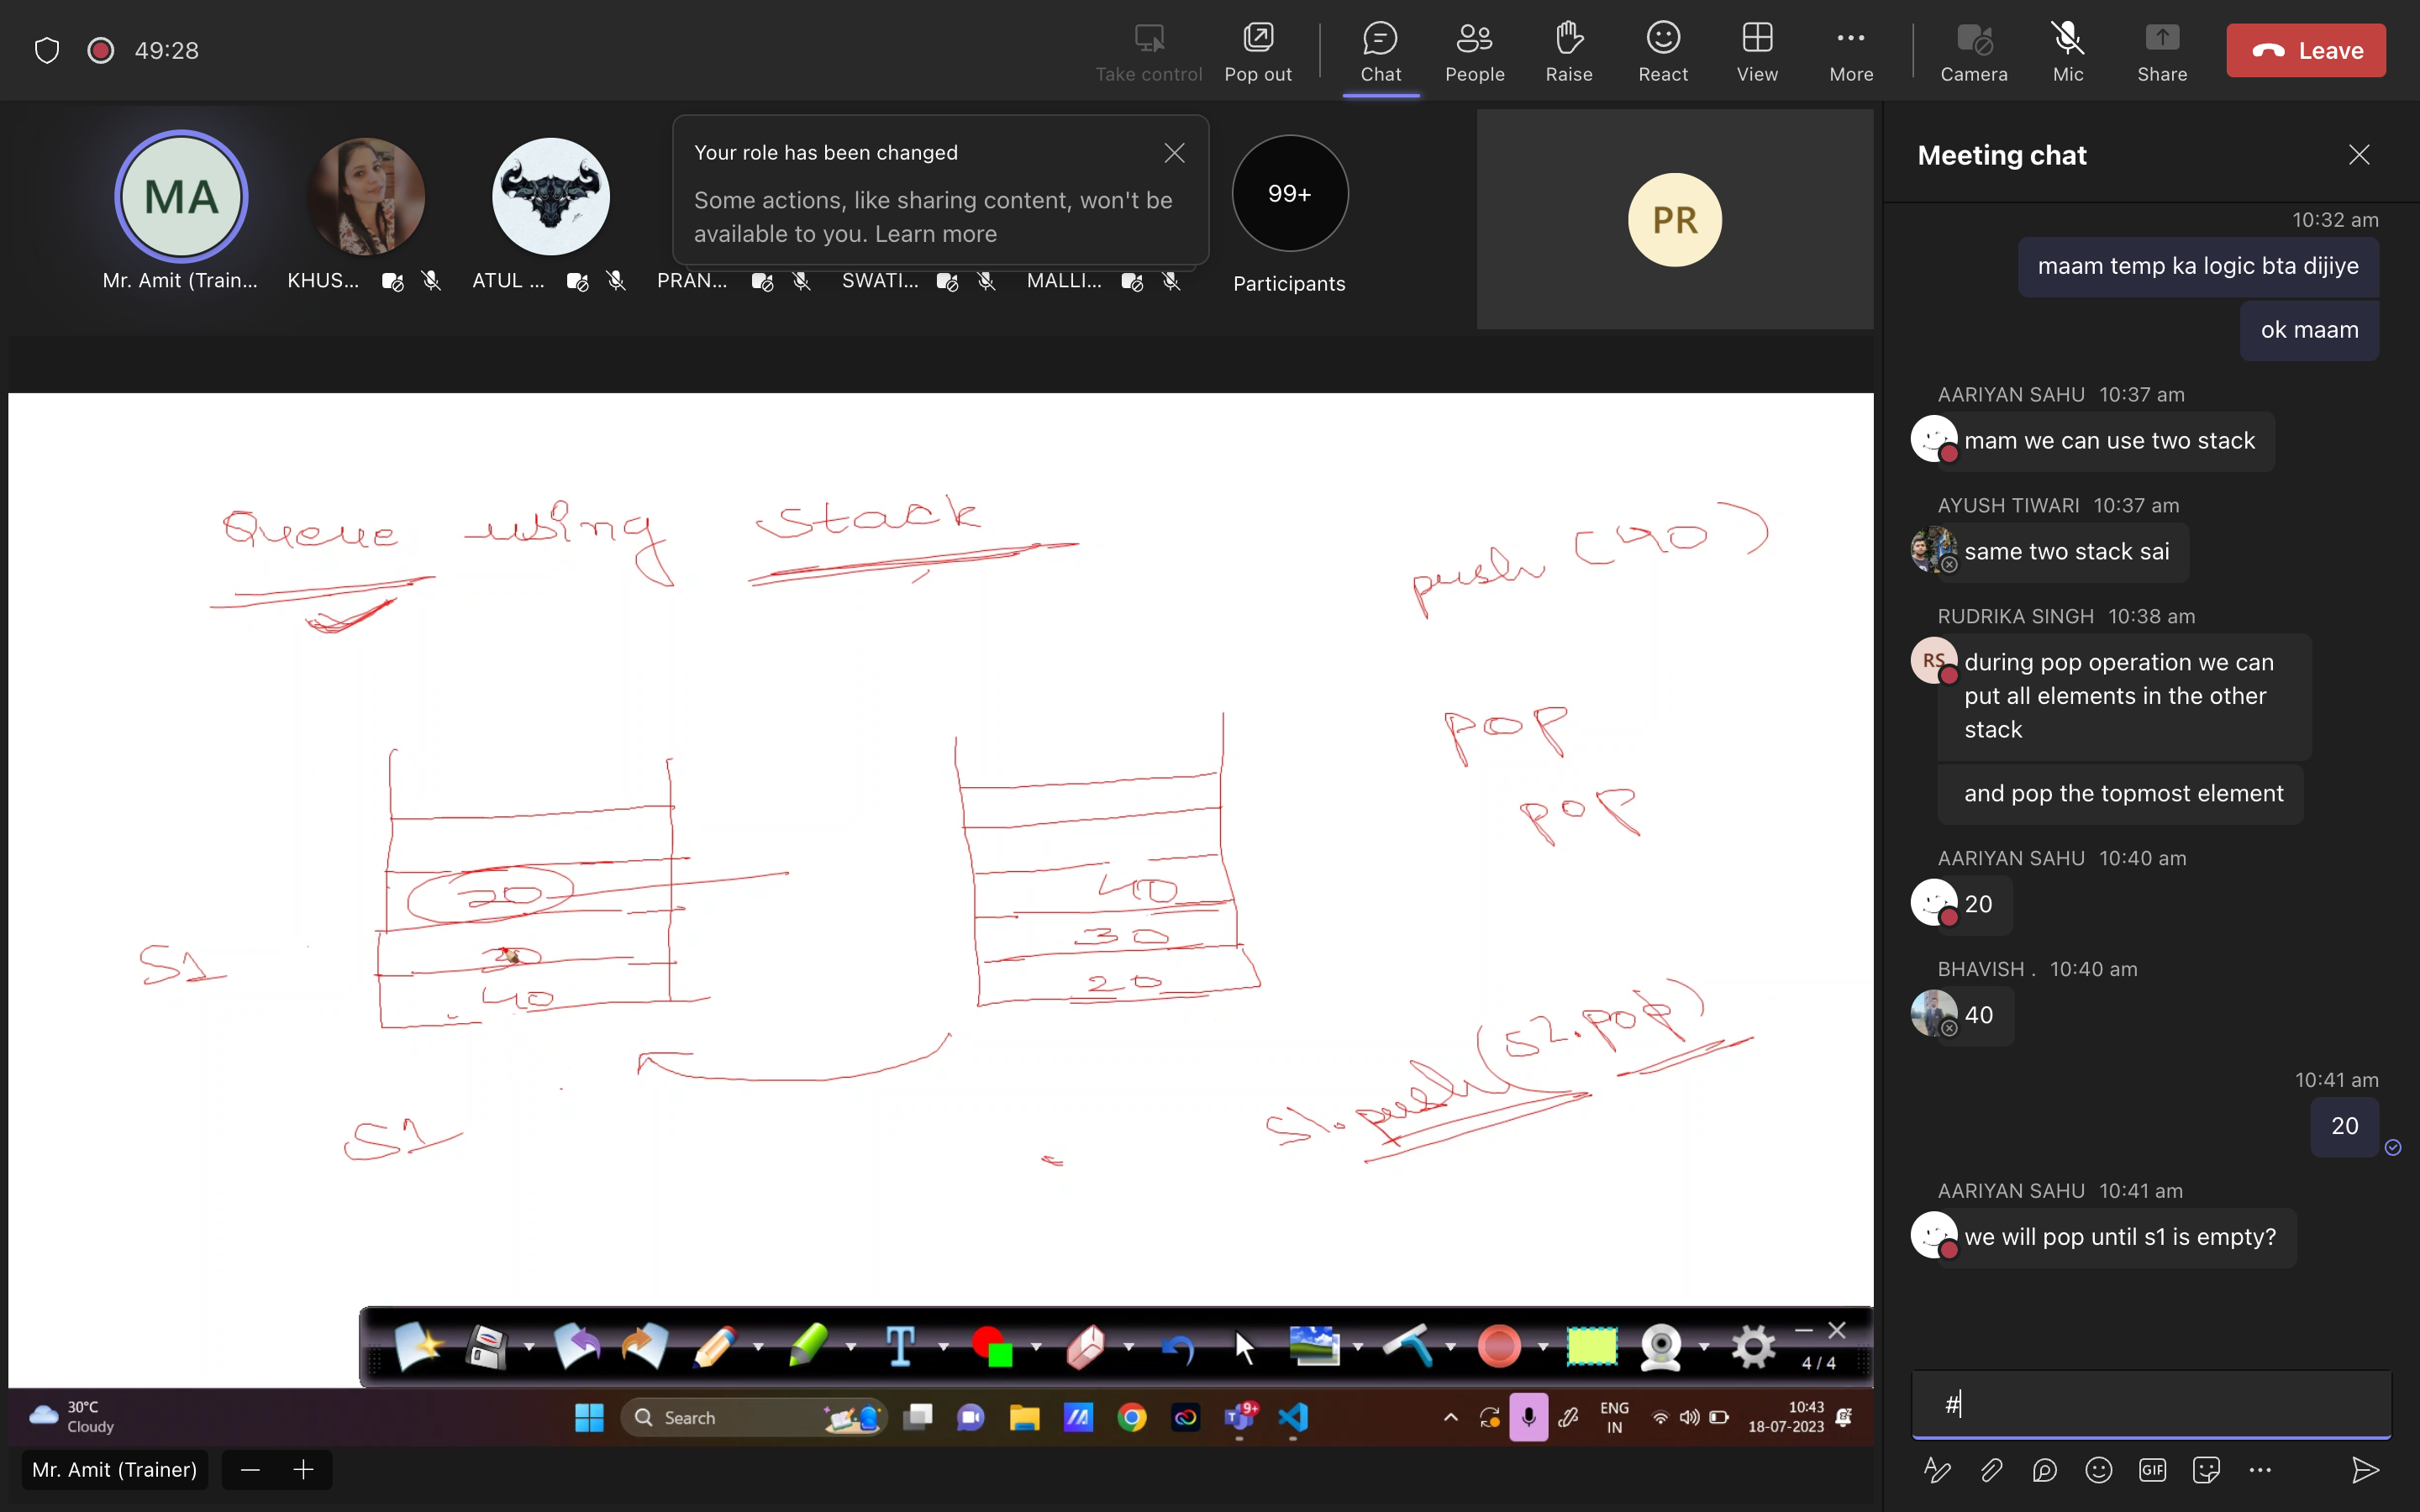 49:28
Take control
Pop out
Chat
People
Raise
React
View
More
Camera
Mic
Share
Leave
MA
Your role has been changed
Some actions, like sharing content, won't be
available to you. Learn more
99+
PR
Mr. Amit (Train...
KHUS...
ATUL ...
PRAN...
SWATI...
MALLI...
Participants
Queue using stack
push (40)
pop
pop
20
40
40
30
20
S1
S1
S1.push(S2.pop)
4 / 4
30°C
Cloudy
Search
9+
ENG
IN
10:43
18-07-2023
Mr. Amit (Trainer)
Meeting chat
10:32 am
maam temp ka logic bta dijiye
ok maam
AARIYAN SAHU 10:37 am
mam we can use two stack
AYUSH TIWARI 10:37 am
same two stack sai
RUDRIKA SINGH 10:38 am
RS
during pop operation we can
put all elements in the other
stack
and pop the topmost element
AARIYAN SAHU 10:40 am
20
BHAVISH . 10:40 am
40
10:41 am
20
AARIYAN SAHU 10:41 am
we will pop until s1 is empty?
#
GIF